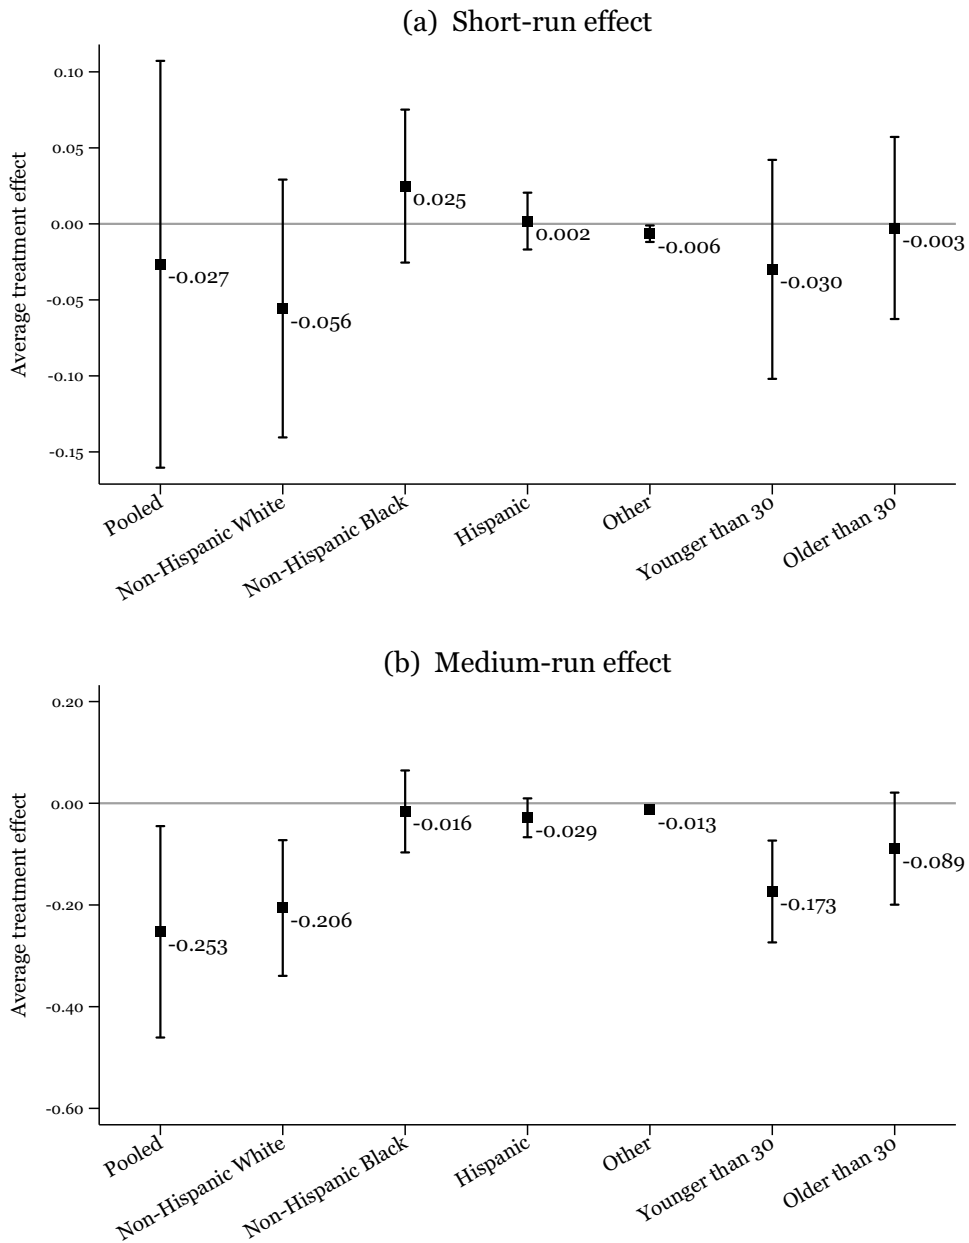 (a) Short-run effect
Average treatment effect
0.10
0.05
0.00
-0.05
-0.10
-0.15
-0.027
-0.056
0.025
0.002
-0.006
-0.030
-0.003
Pooled
Non-Hispanic White
Non-Hispanic Black
Hispanic
Other
Younger than 30
Older than 30
(b) Medium-run effect
Average treatment effect
0.20
0.00
-0.20
-0.40
-0.60
-0.253
-0.206
-0.016
-0.029
-0.013
-0.173
-0.089
Pooled
Non-Hispanic White
Non-Hispanic Black
Hispanic
Other
Younger than 30
Older than 30